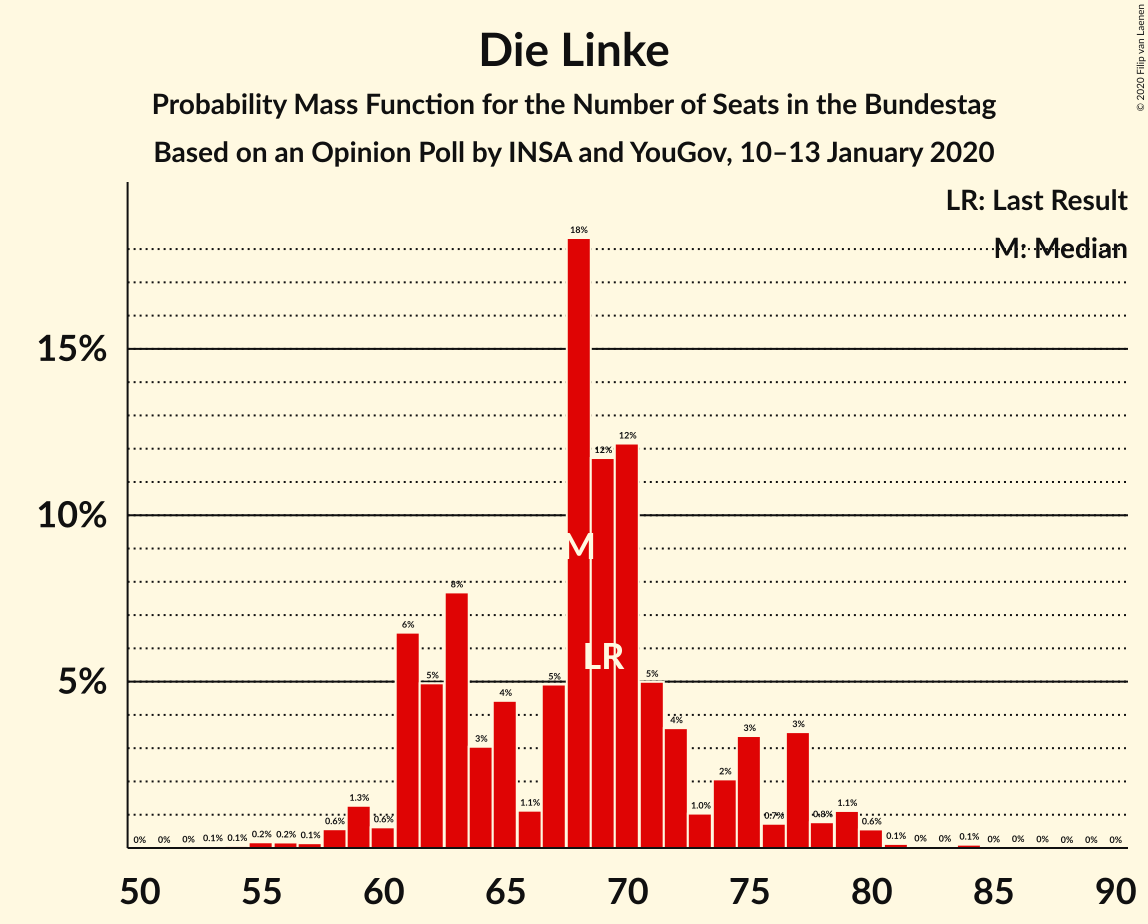 Die Linke
Probability Mass Function for the Number of Seats in the Bundestag
Based on an Opinion Poll by INSA and YouGov, 10–13 January 2020
© 2020 Filip van Laenen
LR: Last Result
M: Median
15%
10%
5%
0% 0% 0% 0.1% 0.1% 0.2% 0.2% 0.1% 0.6% 1.3% 0.6% 6% 5% 8% 3% 4% 1.1% 5% 18% 12% 12% 5% 4% 1.0% 2% 3% 0.7% 3% 0.8% 1.1% 0.6% 0.1% 0% 0% 0.1% 0% 0% 0% 0% 0% 0%
M
LR
50 55 60 65 70 75 80 85 90